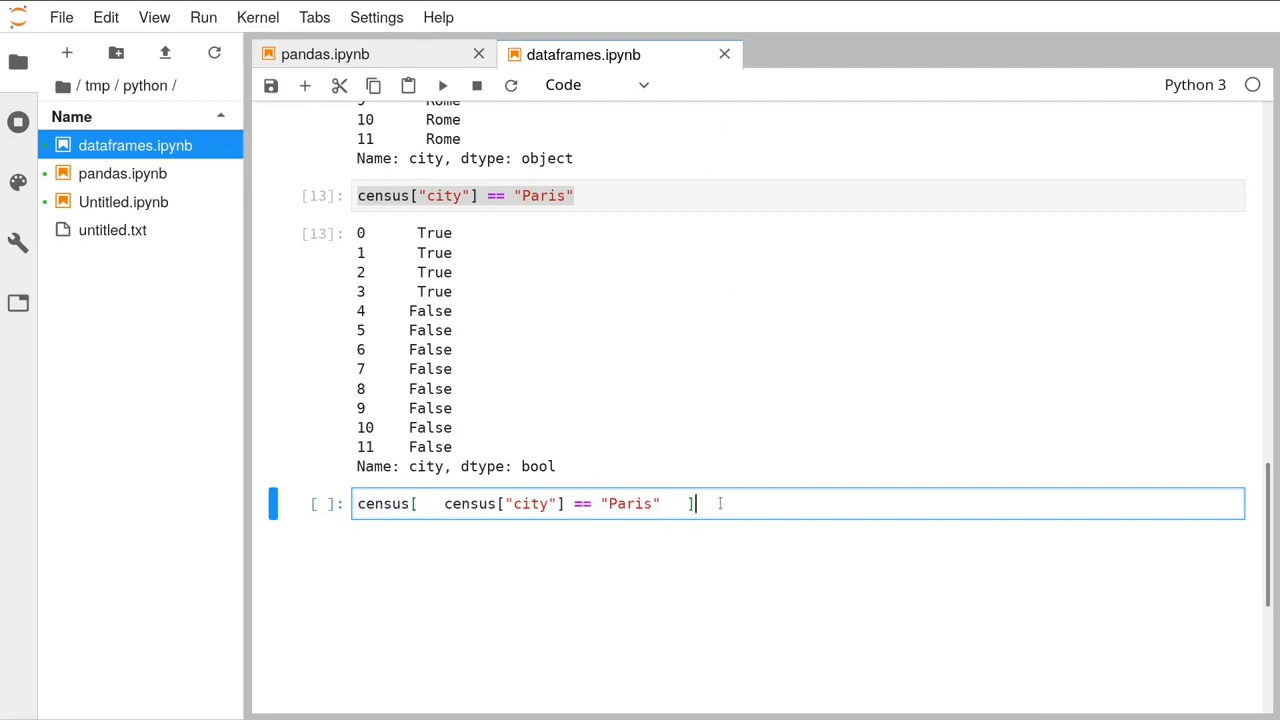 File Edit View Run Kernel Tabs Settings Help
pandas.ipynb dataframes.ipynb
/ tmp / python /
Code Python 3
Name
dataframes.ipynb
pandas.ipynb
Untitled.ipynb
untitled.txt
9 Rome
10 Rome
11 Rome
Name: city, dtype: object
[13]: census["city"] == "Paris"
[13]: 0 True
1 True
2 True
3 True
4 False
5 False
6 False
7 False
8 False
9 False
10 False
11 False
Name: city, dtype: bool
[ ]: census[ census["city"] == "Paris" ]